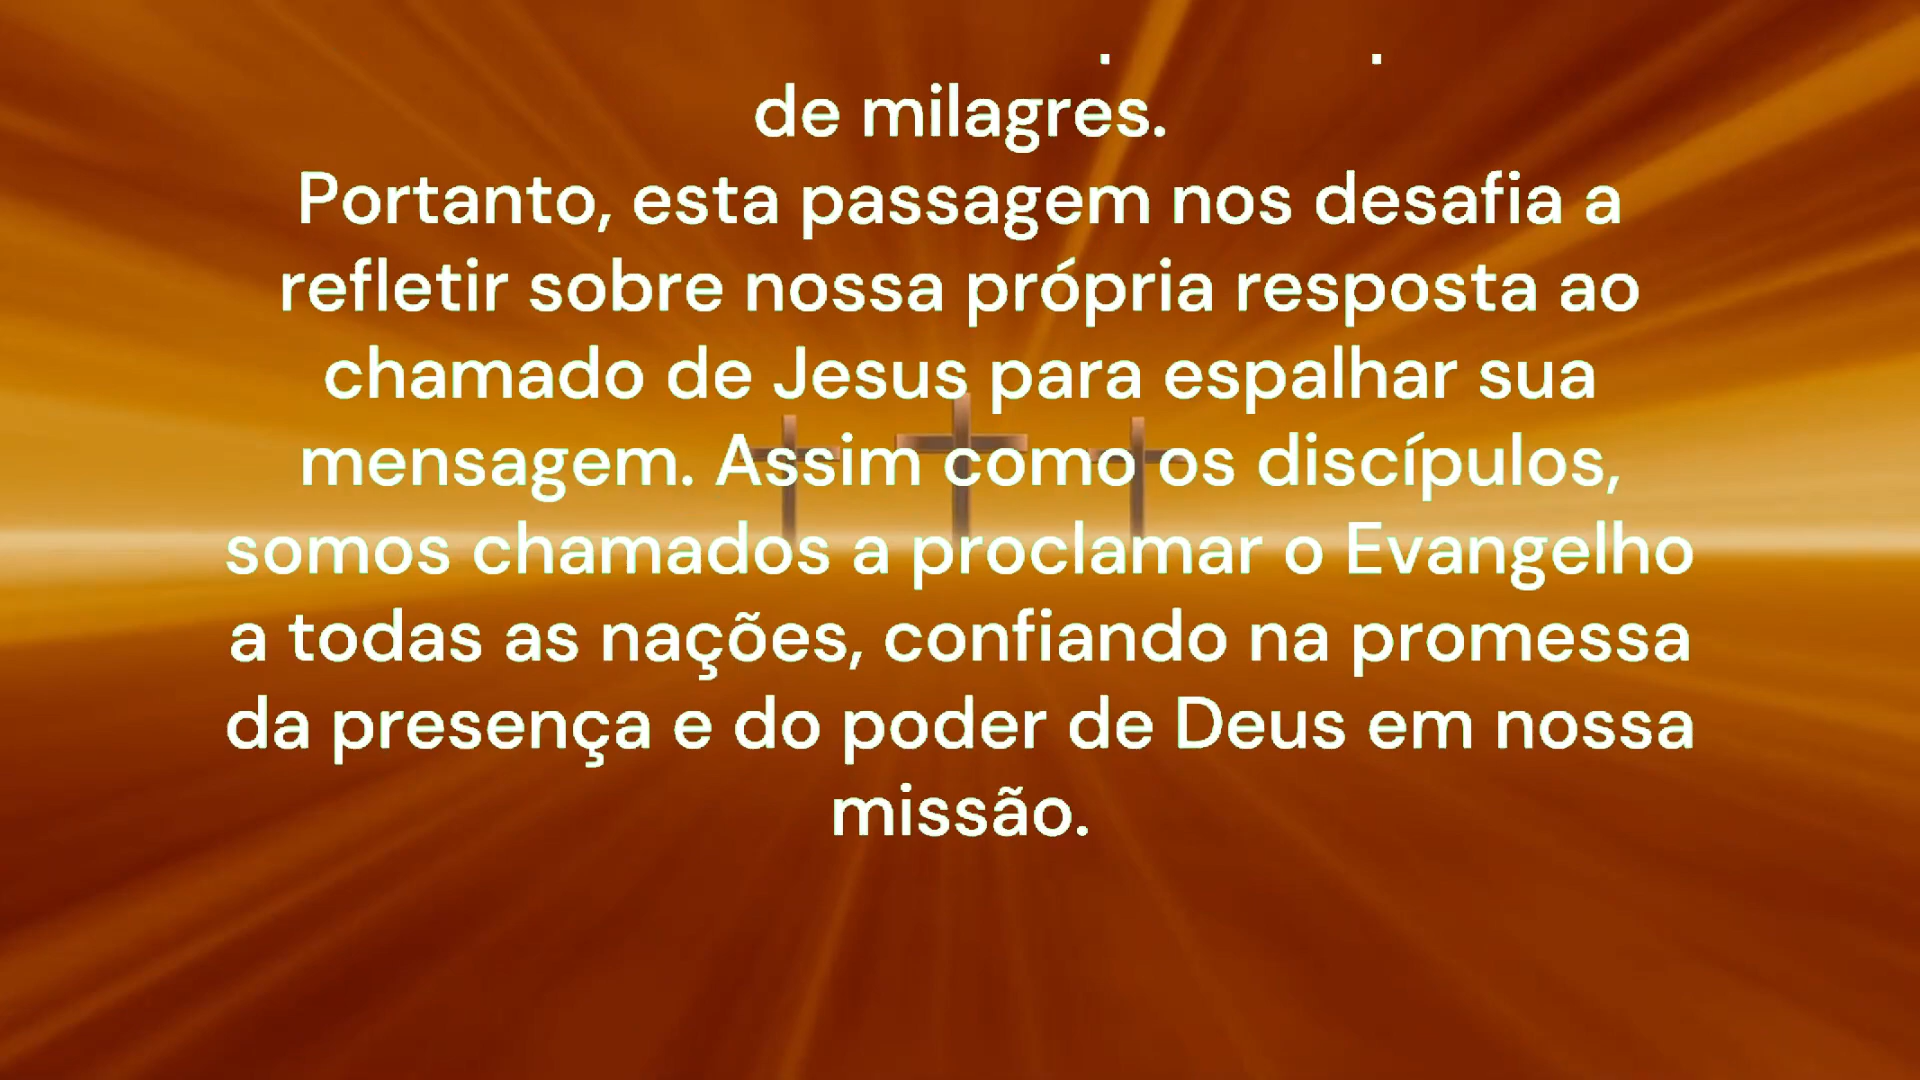 de milagres.
Portanto, esta passagem nos desafia a
refletir sobre nossa própria resposta ao
chamado de Jesus para espalhar sua
mensagem. Assim como os discípulos,
somos chamados a proclamar o Evangelho
a todas as nações, confiando na promessa
da presença e do poder de Deus em nossa
missão.